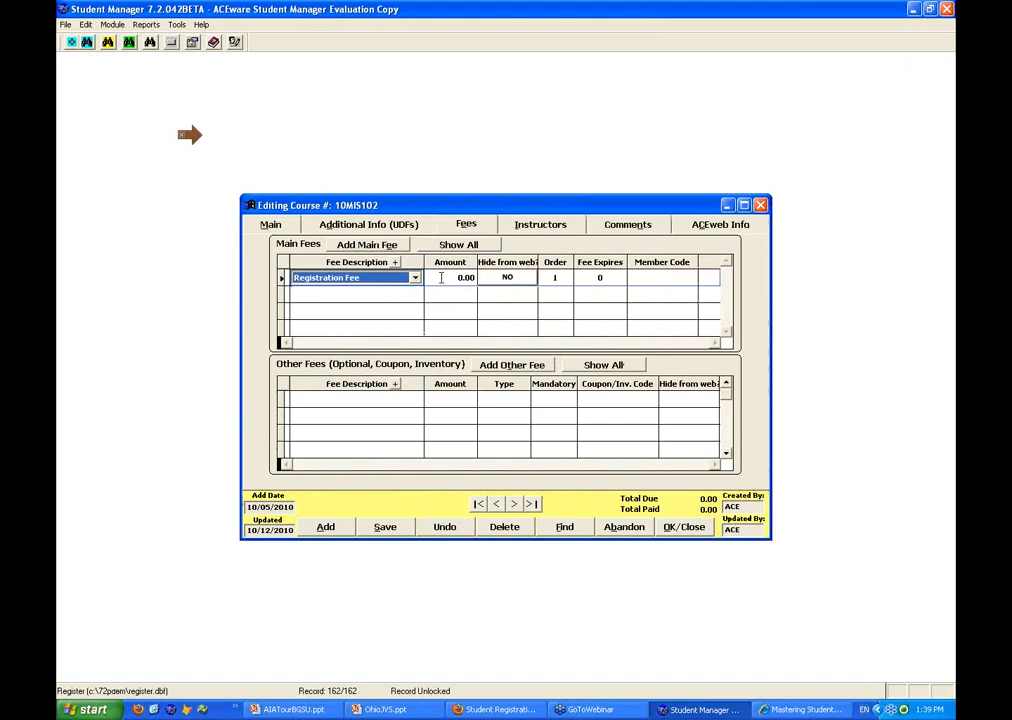 Student Manager 7.2.042BETA - ACEware Student Manager Evaluation Copy
File Edit Module Reports Tools Help
Editing Course #: 10MIS102
Main Additional Info (UDFs) Fees Instructors Comments ACEweb Info
Main Fees Add Main Fee Show All
Fee Description + Amount Hide from web? Order Fee Expires Member Code
Registration Fee 0.00 NO 1 0
Other Fees (Optional, Coupon, Inventory) Add Other Fee Show All
Fee Description + Amount Type Mandatory Coupon/Inv. Code Hide from web?
Add Date
10/05/2010
|< < > >|
Total Due 0.00
Total Paid 0.00
Created By:
ACE
Updated
10/12/2010
Add Save Undo Delete Find Abandon OK/Close
Updated By:
ACE
Register (c:\72paem\register.dbf) Record: 162/162 Record Unlocked
start AIATourBGSU.ppt OhioJVS.ppt Student Registrati... GoToWebinar Student Manager ... Mastering Student... EN 1:39 PM